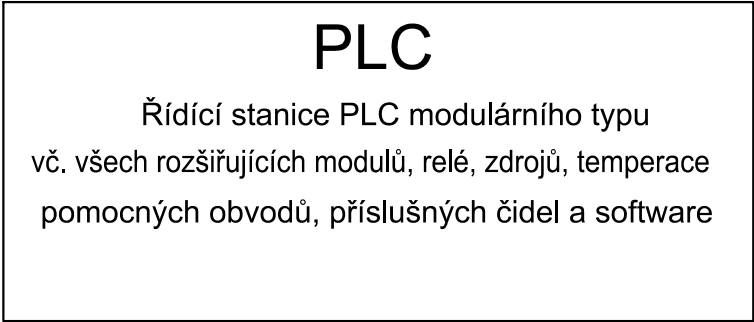 PLC
Řídící stanice PLC modulárního typu
vč. všech rozšiřujících modulů, relé, zdrojů, temperace
pomocných obvodů, příslušných čidel a software